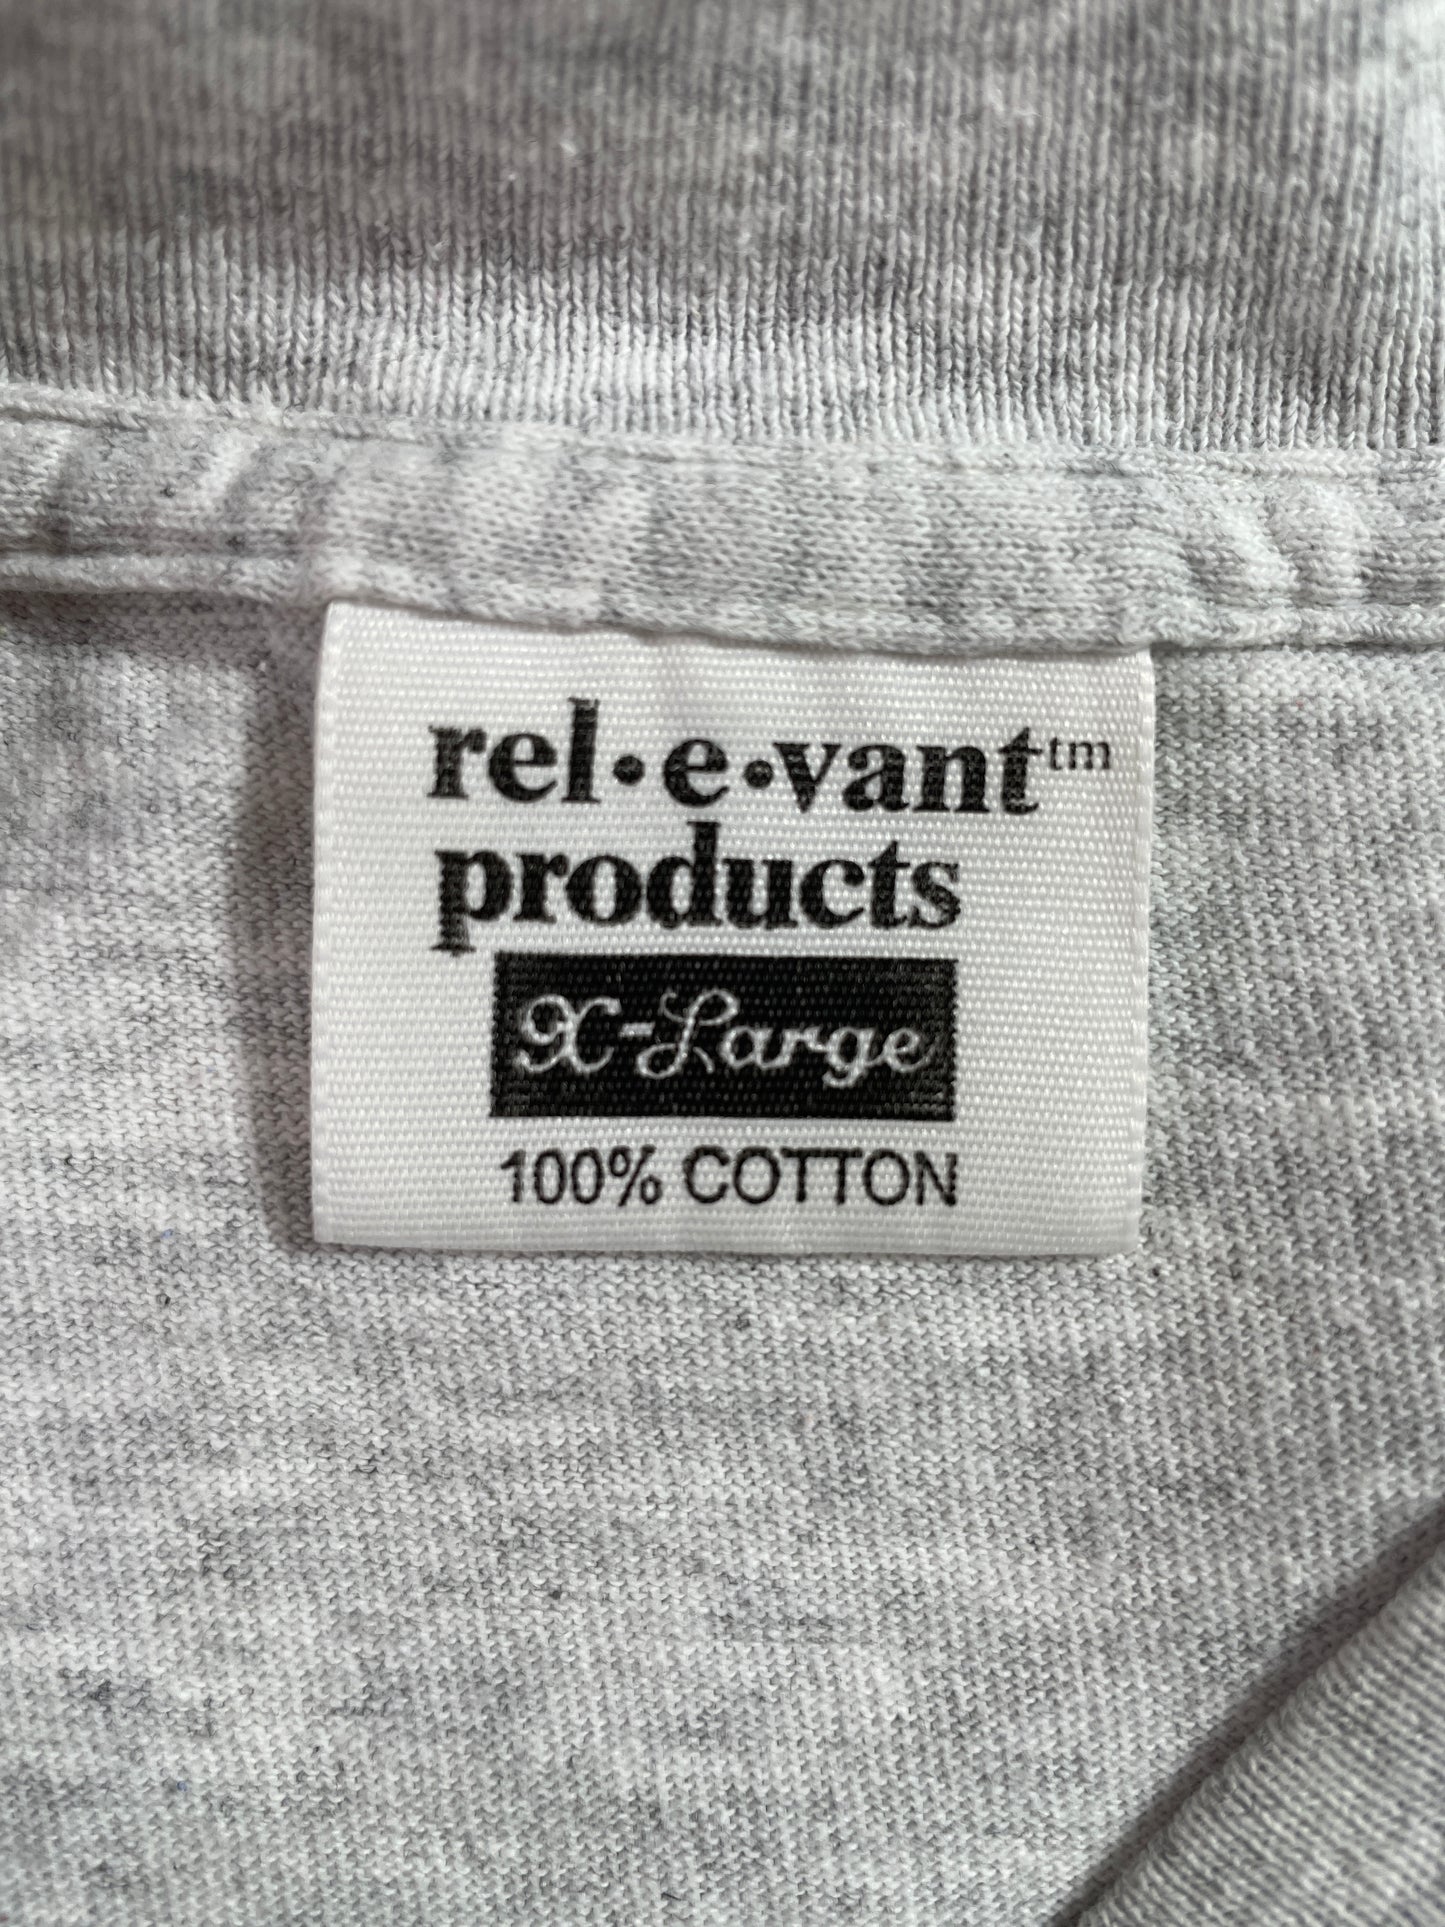 rel•e•vant™
products
X-Large
100% COTTON